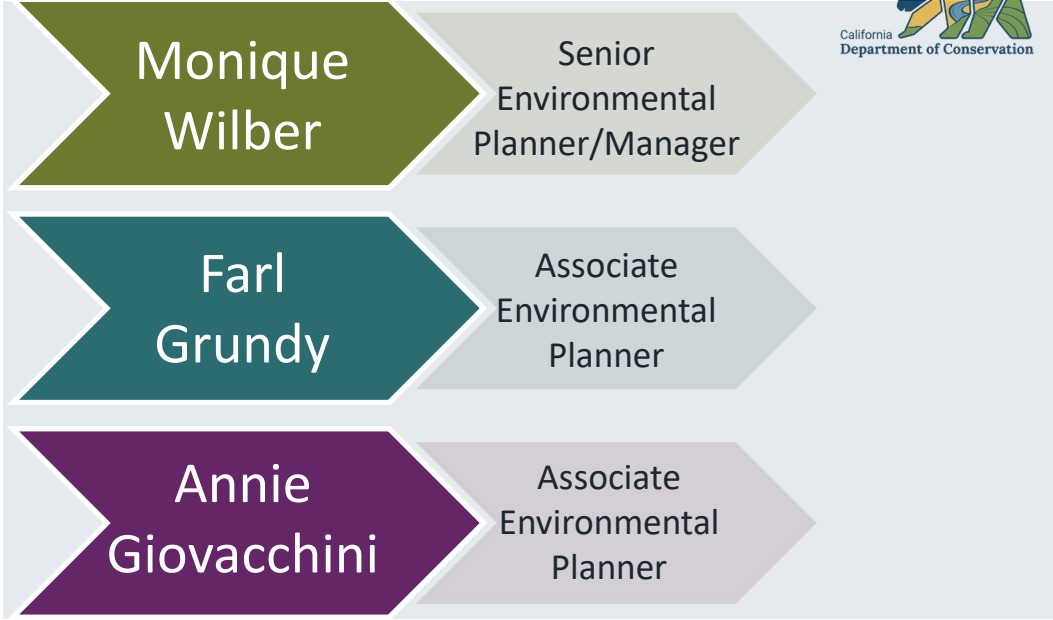 Monique
Wilber
Senior
Environmental
Planner/Manager
California
Department of Conservation
Farl
Grundy
Associate
Environmental
Planner
Annie
Giovacchini
Associate
Environmental
Planner